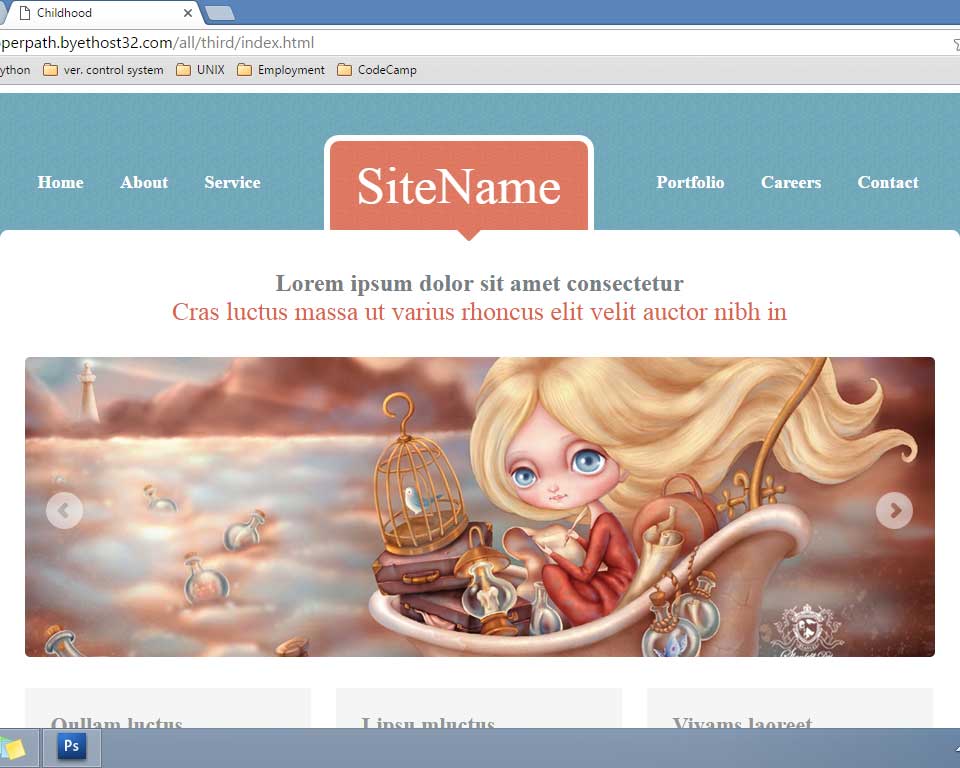 Childhood
perpath.byethost32.com/all/third/index.html
ython ver. control system UNIX Employment CodeCamp
Home About Service SiteName Portfolio Careers Contact
Lorem ipsum dolor sit amet consectetur
Cras luctus massa ut varius rhoncus elit velit auctor nibh in
Qullam luctus Lipsu mluctus Vivams laoreet
Ps